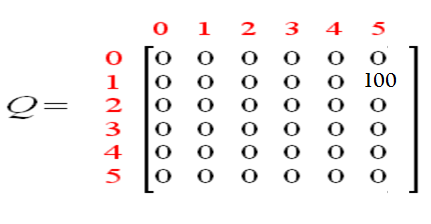 0 1 2 3 4 5
0 0 0 0 0 0 0
1 0 0 0 0 0 100
Q = 2 0 0 0 0 0 0
3 0 0 0 0 0 0
4 0 0 0 0 0 0
5 0 0 0 0 0 0